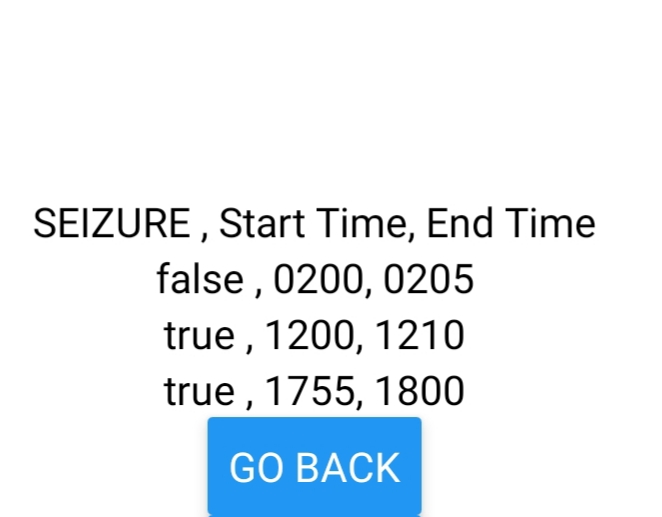 SEIZURE , Start Time, End Time
false , 0200, 0205
true , 1200, 1210
true , 1755, 1800
GO BACK